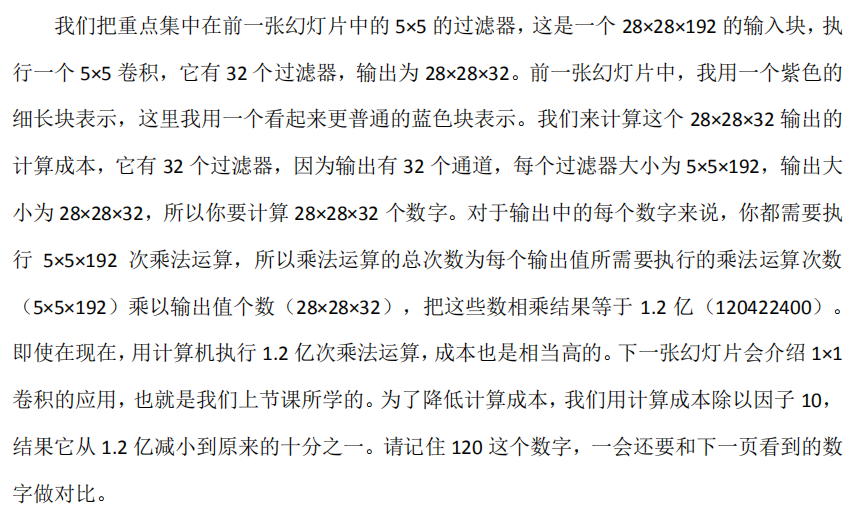 我们把重点集中在前一张幻灯片中的 5×5 的过滤器，这是一个 28×28×192 的输入块，执
行一个 5×5 卷积，它有 32 个过滤器，输出为 28×28×32。前一张幻灯片中，我用一个紫色的
细长块表示，这里我用一个看起来更普通的蓝色块表示。我们来计算这个 28×28×32 输出的
计算成本，它有 32 个过滤器，因为输出有 32 个通道，每个过滤器大小为 5×5×192，输出大
小为 28×28×32，所以你要计算 28×28×32 个数字。对于输出中的每个数字来说，你都需要执
行 5×5×192 次乘法运算，所以乘法运算的总次数为每个输出值所需要执行的乘法运算次数
（5×5×192）乘以输出值个数（28×28×32），把这些数相乘结果等于 1.2 亿（120422400）。
即使在现在，用计算机执行 1.2 亿次乘法运算，成本也是相当高的。下一张幻灯片会介绍 1×1
卷积的应用，也就是我们上节课所学的。为了降低计算成本，我们用计算成本除以因子 10，
结果它从 1.2 亿减小到原来的十分之一。请记住 120 这个数字，一会还要和下一页看到的数
字做对比。